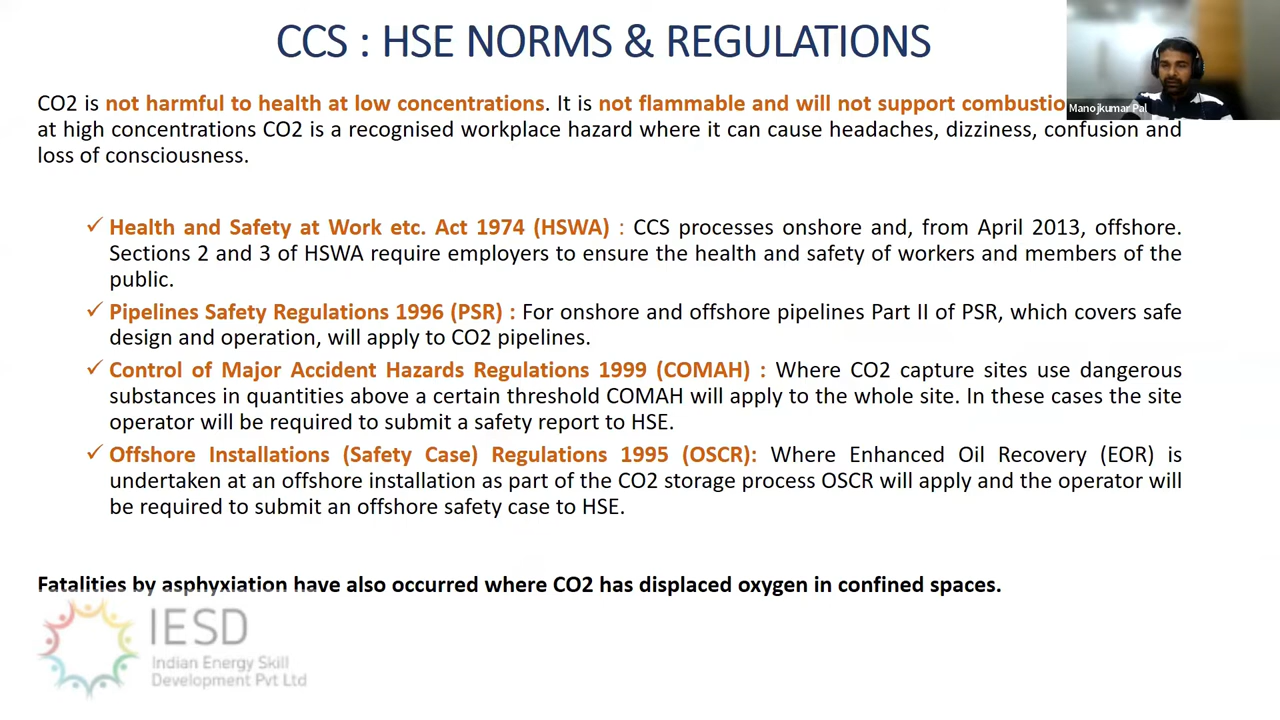 CCS : HSE NORMS & REGULATIONS
Manojkumar Pal
CO2 is not harmful to health at low concentrations. It is not flammable and will not support combustio
at high concentrations CO2 is a recognised workplace hazard where it can cause headaches, dizziness, confusion and
loss of consciousness.
✓ Health and Safety at Work etc. Act 1974 (HSWA) : CCS processes onshore and, from April 2013, offshore.
Sections 2 and 3 of HSWA require employers to ensure the health and safety of workers and members of the
public.
✓ Pipelines Safety Regulations 1996 (PSR) : For onshore and offshore pipelines Part II of PSR, which covers safe
design and operation, will apply to CO2 pipelines.
✓ Control of Major Accident Hazards Regulations 1999 (COMAH) : Where CO2 capture sites use dangerous
substances in quantities above a certain threshold COMAH will apply to the whole site. In these cases the site
operator will be required to submit a safety report to HSE.
✓ Offshore Installations (Safety Case) Regulations 1995 (OSCR): Where Enhanced Oil Recovery (EOR) is
undertaken at an offshore installation as part of the CO2 storage process OSCR will apply and the operator will
be required to submit an offshore safety case to HSE.
Fatalities by asphyxiation have also occurred where CO2 has displaced oxygen in confined spaces.
IESD
Indian Energy Skill
Development Pvt Ltd